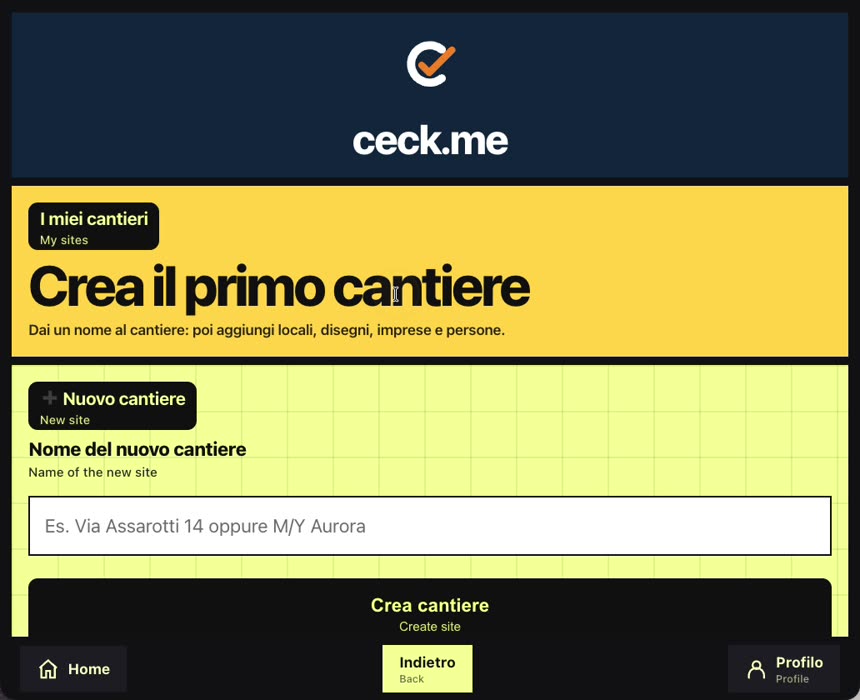 ceck.me
I miei cantieri
My sites
Crea il primo cantiere
Dai un nome al cantiere: poi aggiungi locali, disegni, imprese e persone.
➕ Nuovo cantiere
New site
Nome del nuovo cantiere
Name of the new site
Es. Via Assarotti 14 oppure M/Y Aurora
Crea cantiere
Create site
Home
Indietro
Back
Profilo
Profile